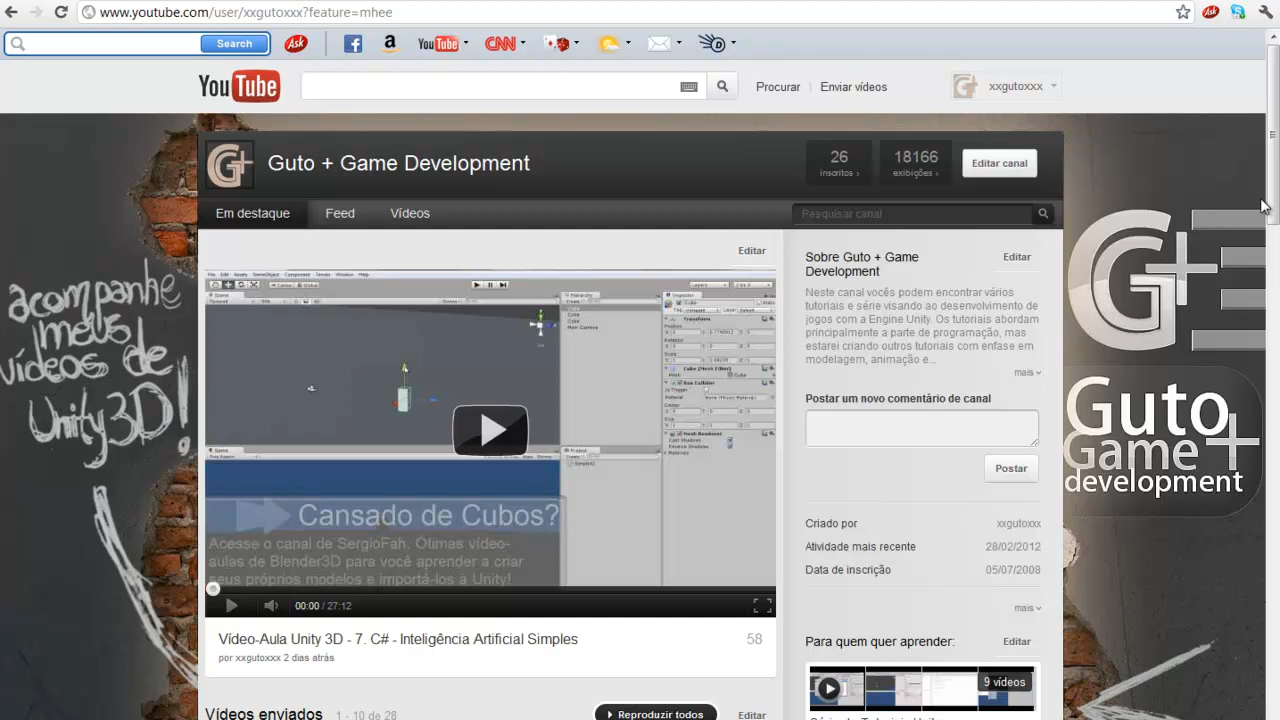 www.youtube.com/user/xxgutoxxx?feature=mhee
Search
Ask
YouTube
CNN
YouTube
Procurar
Enviar vídeos
xxgutoxxx
Guto + Game Development
26
inscritos ›
18166
exibições ›
Editar canal
Em destaque
Feed
Vídeos
Pesquisar canal
Editar
Sobre Guto + Game
Development
Editar
Neste canal vocês podem encontrar vários
tutoriais e série visando ao desenvolvimento de
jogos com a Engine Unity. Os tutoriais abordam
principalmente a parte de programação, mas
estarei criando outros tutoriais com enfase em
modelagem, animação e...
mais
Postar um novo comentário de canal
Postar
Criado por
xxgutoxxx
Atividade mais recente
28/02/2012
Data de inscrição
05/07/2008
mais
Para quem quer aprender:
Editar
9 vídeos
Cansado de Cubos?
Acesse o canal de SergioFah. Ótimas vídeo-
aulas de Blender3D para você aprender a criar
seus próprios modelos e importá-los à Unity!
00:00 / 27:12
Vídeo-Aula Unity 3D - 7. C# - Inteligência Artificial Simples
58
por xxgutoxxx 2 dias atrás
Vídeos enviados
1 - 10 de 28
Reproduzir todos
Editar
acompanhe
meus
vídeos de
Unity3D!
G+
Guto
Game+
development